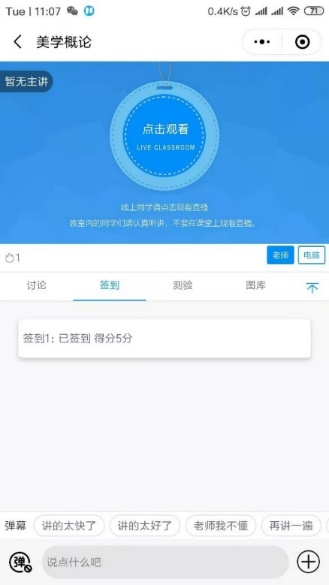 Tue | 11:07
0.4K/s
71
美学概论
暂无主讲
点击观看
LIVE CLASSROOM
线上同学请点击观看直播
教室内的同学们请认真听讲，不要在课堂上观看直播。
1
老师
电脑
讨论
签到
测验
图库
签到1: 已签到 得分5分
弹幕
讲的太快了
讲的太好了
老师我不懂
再讲一遍
弹
说点什么吧